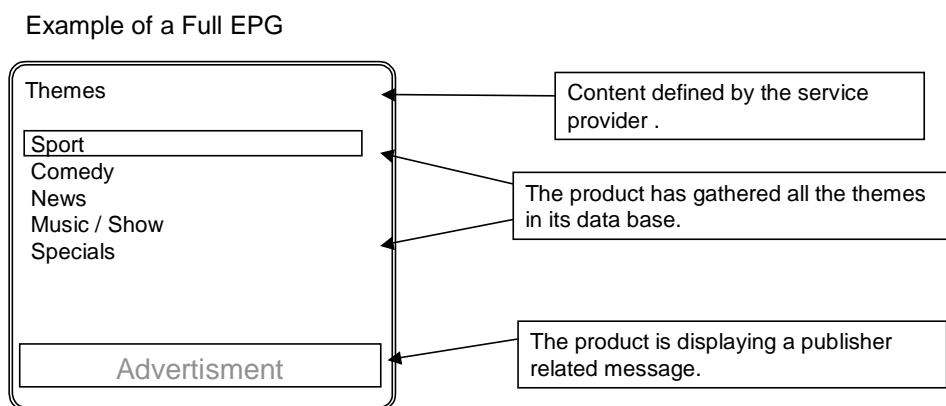 Example of a Full EPG
Themes
Sport
Comedy
News
Music / Show
Specials
Advertisment
Content defined by the service
provider .
The product has gathered all the themes
in its data base.
The product is displaying a publisher
related message.